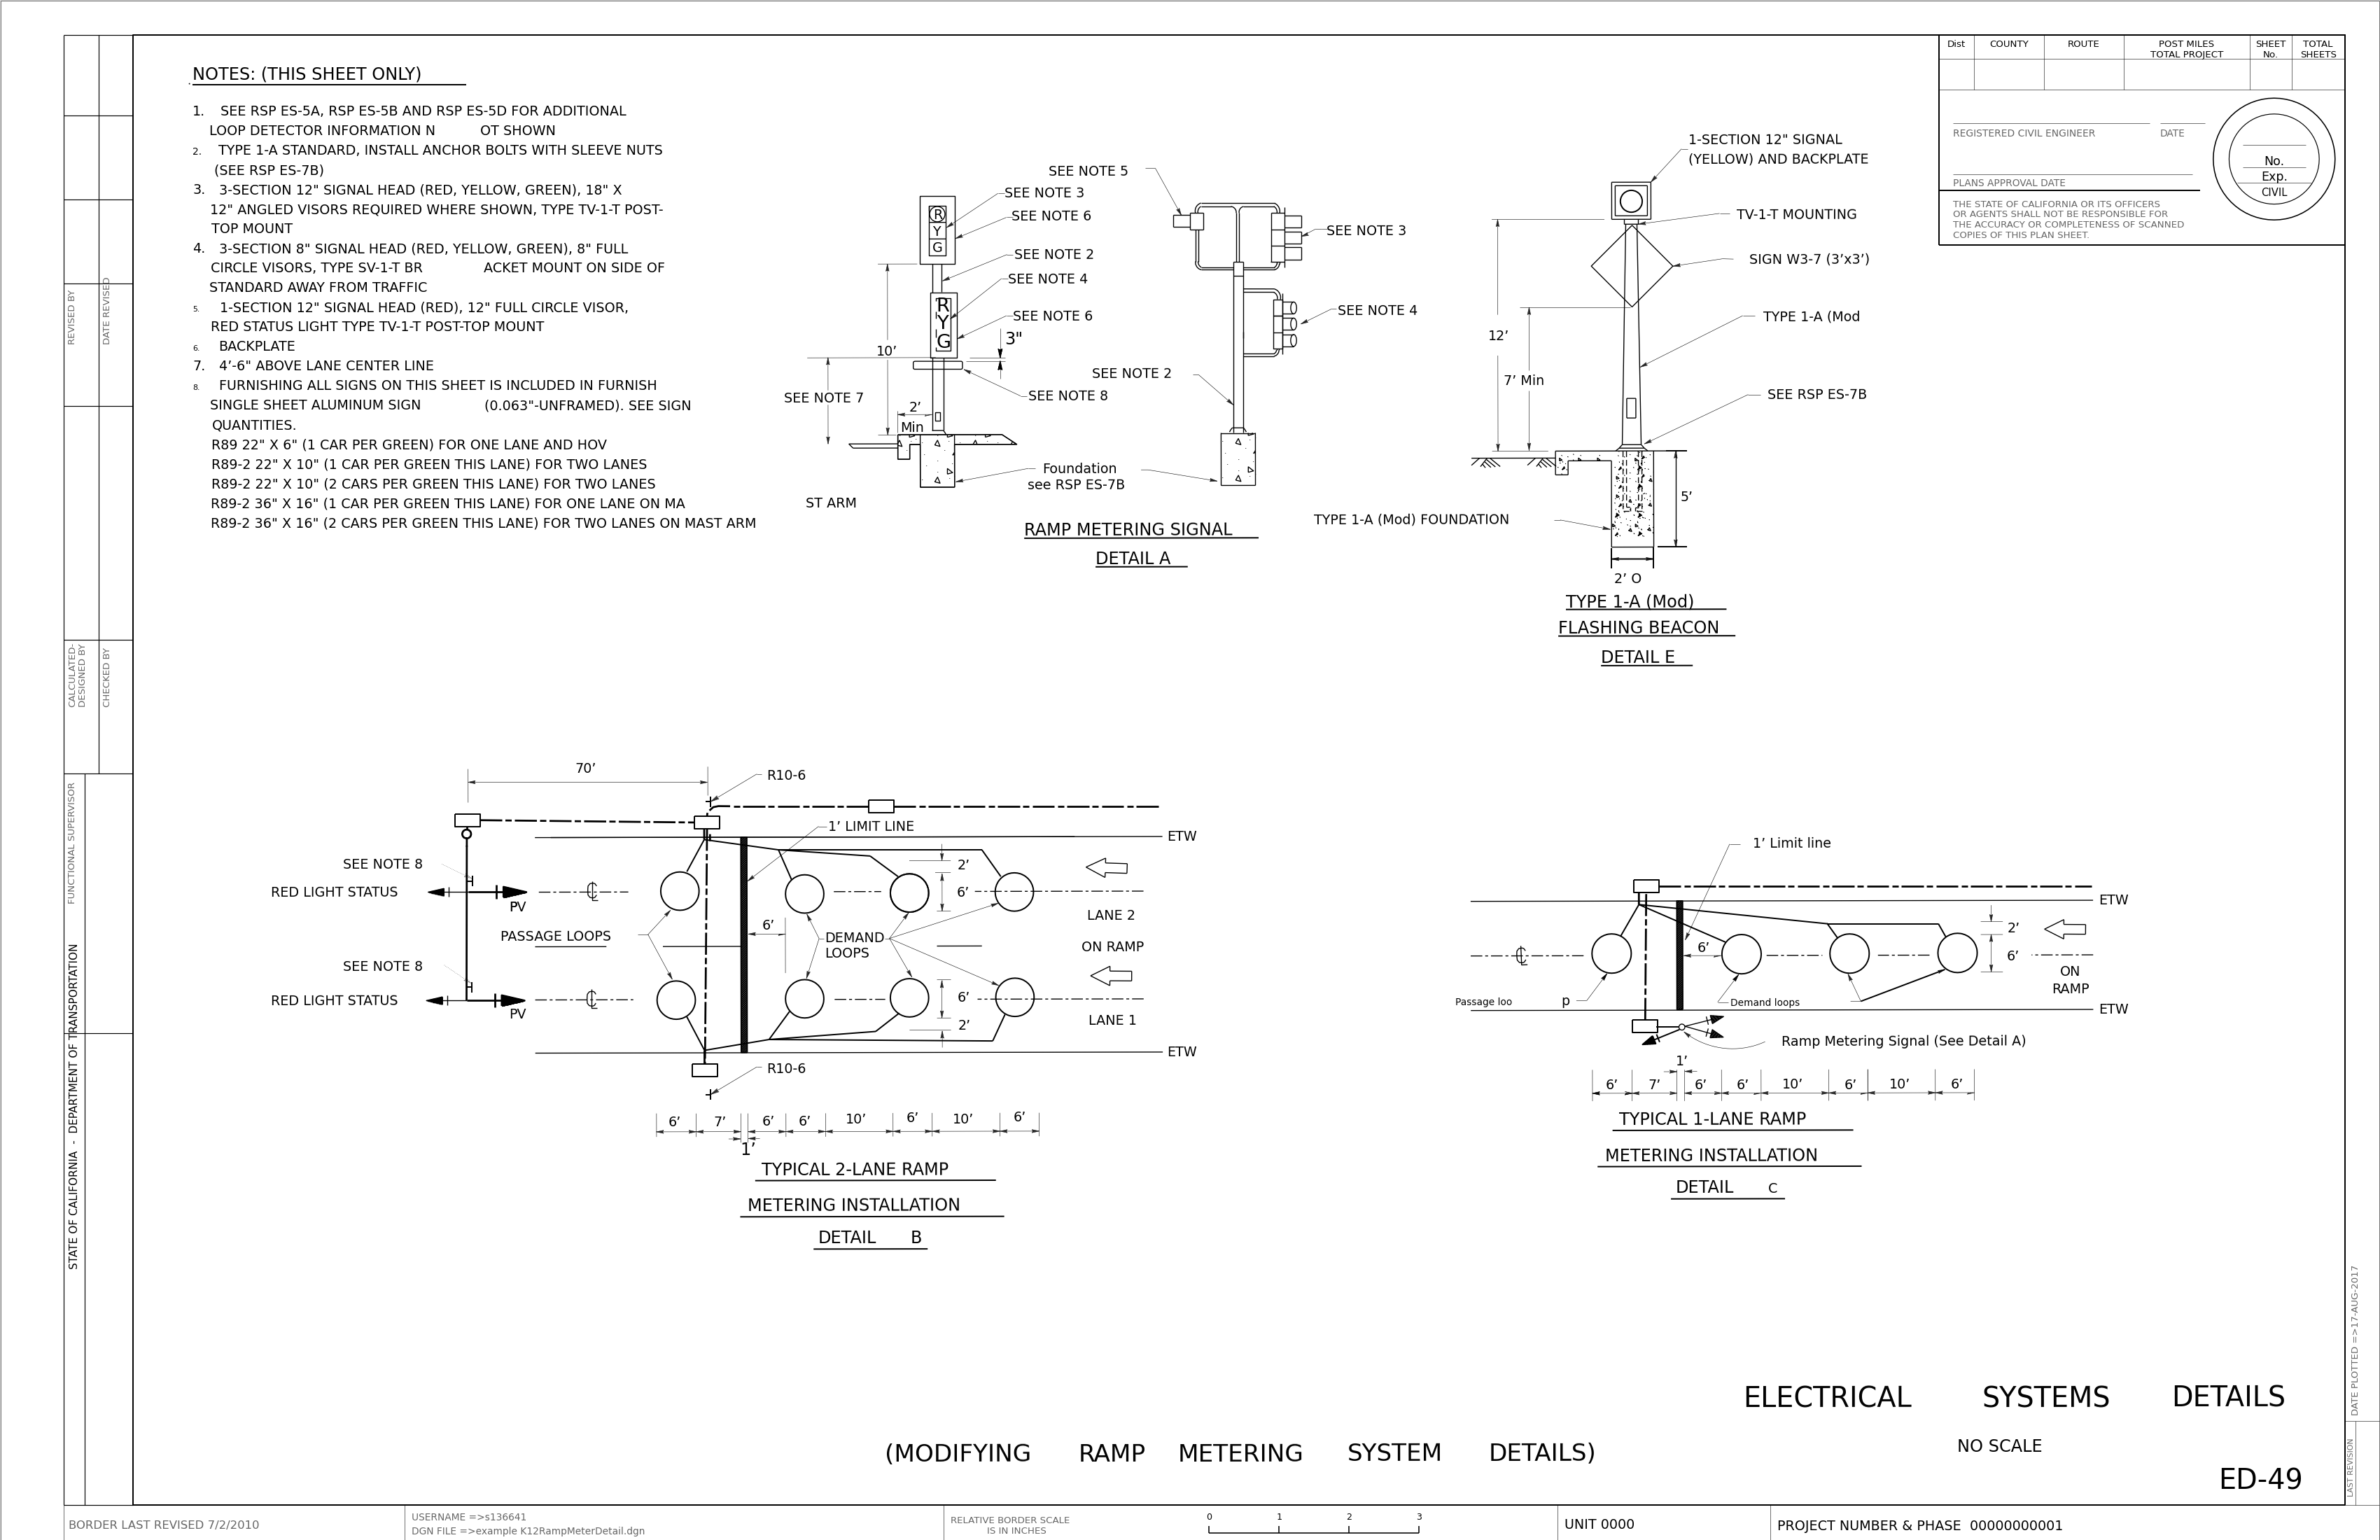 NOTES: (THIS SHEET ONLY)
1. SEE RSP ES-5A, RSP ES-5B AND RSP ES-5D FOR ADDITIONAL
LOOP DETECTOR INFORMATION N OT SHOWN
2. TYPE 1-A STANDARD, INSTALL ANCHOR BOLTS WITH SLEEVE NUTS
(SEE RSP ES-7B)
3. 3-SECTION 12" SIGNAL HEAD (RED, YELLOW, GREEN), 18" X
12" ANGLED VISORS REQUIRED WHERE SHOWN, TYPE TV-1-T POST-
TOP MOUNT
4. 3-SECTION 8" SIGNAL HEAD (RED, YELLOW, GREEN), 8" FULL
CIRCLE VISORS, TYPE SV-1-T BR ACKET MOUNT ON SIDE OF
STANDARD AWAY FROM TRAFFIC
5. 1-SECTION 12" SIGNAL HEAD (RED), 12" FULL CIRCLE VISOR,
RED STATUS LIGHT TYPE TV-1-T POST-TOP MOUNT
6. BACKPLATE
7. 4’-6" ABOVE LANE CENTER LINE
8. FURNISHING ALL SIGNS ON THIS SHEET IS INCLUDED IN FURNISH
SINGLE SHEET ALUMINUM SIGN (0.063"-UNFRAMED). SEE SIGN
QUANTITIES.
R89 22" X 6" (1 CAR PER GREEN) FOR ONE LANE AND HOV
R89-2 22" X 10" (1 CAR PER GREEN THIS LANE) FOR TWO LANES
R89-2 22" X 10" (2 CARS PER GREEN THIS LANE) FOR TWO LANES
R89-2 36" X 16" (1 CAR PER GREEN THIS LANE) FOR ONE LANE ON MA ST ARM
R89-2 36" X 16" (2 CARS PER GREEN THIS LANE) FOR TWO LANES ON MAST ARM
SEE NOTE 5
SEE NOTE 3
SEE NOTE 6
SEE NOTE 2
SEE NOTE 4
SEE NOTE 6
R
Y
G
R
Y
G
3"
10’
SEE NOTE 7
2’
Min
SEE NOTE 8
SEE NOTE 3
SEE NOTE 4
SEE NOTE 2
Foundation
see RSP ES-7B
RAMP METERING SIGNAL
DETAIL A
1-SECTION 12" SIGNAL
(YELLOW) AND BACKPLATE
TV-1-T MOUNTING
SIGN W3-7 (3’x3’)
TYPE 1-A (Mod
SEE RSP ES-7B
12’
7’ Min
5’
TYPE 1-A (Mod) FOUNDATION
2’ O
TYPE 1-A (Mod)
FLASHING BEACON
DETAIL E
Dist COUNTY ROUTE POST MILES TOTAL PROJECT SHEET No. TOTAL SHEETS
REGISTERED CIVIL ENGINEER DATE
PLANS APPROVAL DATE
No.
Exp.
CIVIL
THE STATE OF CALIFORNIA OR ITS OFFICERS
OR AGENTS SHALL NOT BE RESPONSIBLE FOR
THE ACCURACY OR COMPLETENESS OF SCANNED
COPIES OF THIS PLAN SHEET.
70’
R10-6
1’ LIMIT LINE
ETW
SEE NOTE 8
RED LIGHT STATUS
PV
℄
2’
6’
LANE 2
PASSAGE LOOPS
6’
DEMAND
LOOPS
ON RAMP
SEE NOTE 8
RED LIGHT STATUS
PV
℄
6’
2’
LANE 1
ETW
R10-6
6’ 7’ 6’ 6’ 10’ 6’ 10’ 6’
1’
TYPICAL 2-LANE RAMP
METERING INSTALLATION
DETAIL B
1’ Limit line
ETW
2’
6’
6’
℄
ON
RAMP
Passage loo p
Demand loops
ETW
Ramp Metering Signal (See Detail A)
1’
6’ 7’ 6’ 6’ 10’ 6’ 10’ 6’
TYPICAL 1-LANE RAMP
METERING INSTALLATION
DETAIL C
ELECTRICAL SYSTEMS DETAILS
(MODIFYING RAMP METERING SYSTEM DETAILS)
NO SCALE
ED-49
REVISED BY
DATE REVISED
CALCULATED-
DESIGNED BY
CHECKED BY
FUNCTIONAL SUPERVISOR
STATE OF CALIFORNIA - DEPARTMENT OF TRANSPORTATION
DATE PLOTTED =>17-AUG-2017
LAST REVISION
BORDER LAST REVISED 7/2/2010
USERNAME =>s136641
DGN FILE =>example K12RampMeterDetail.dgn
RELATIVE BORDER SCALE
IS IN INCHES
0 1 2 3
UNIT 0000
PROJECT NUMBER & PHASE 00000000001